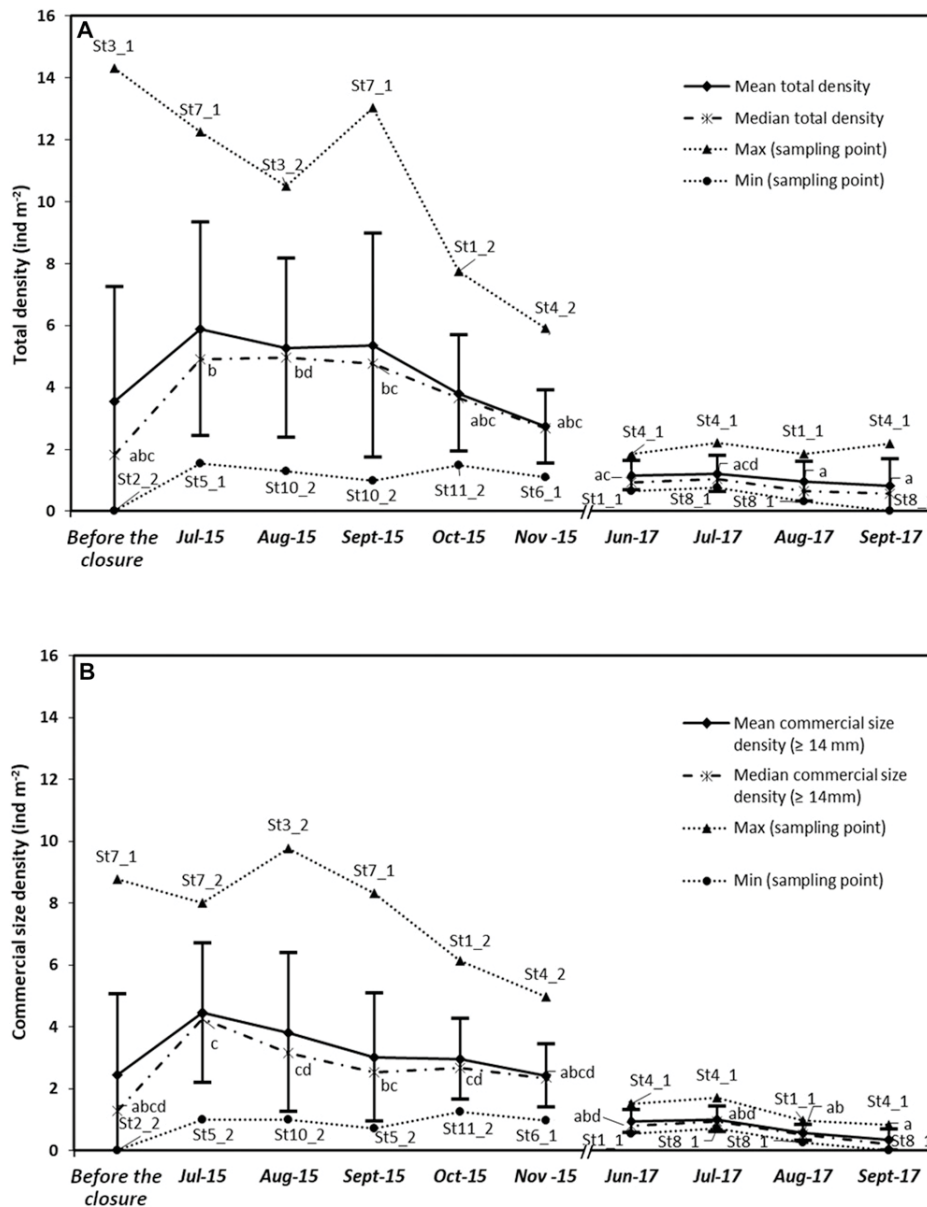 A
16
14
12
10
8
6
4
2
0
Total density (ind m-2)
St3_1
St7_1
St3_2
St7_1
St1_2
St4_2
St4_1
St4_1
St1_1
St4_1
Mean total density
Median total density
Max (sampling point)
Min (sampling point)
abc
b
bd
bc
abc
abc
ac
acd
a
a
St2_2
St5_1
St10_2
St10_2
St11_2
St6_1
St1_1
St8_1
St8_1
St8_
Before the closure
Jul-15
Aug-15
Sept-15
Oct-15
Nov -15
Jun-17
Jul-17
Aug-17
Sept-17
B
16
14
12
10
8
6
4
2
0
Commercial size density (ind m-2)
Mean commercial size
density (≥ 14 mm)
Median commercial size
density (≥ 14mm)
Max (sampling point)
Min (sampling point)
St7_1
St7_2
St3_2
St7_1
St1_2
St4_2
St4_1
St4_1
St1_1
St4_1
abcd
c
cd
bc
cd
abcd
abd
abd
ab
a
St2_2
St5_2
St10_2
St5_2
St11_2
St6_1
St1_1
St8_1
St8_1
St8_1
Before the closure
Jul-15
Aug-15
Sept-15
Oct-15
Nov -15
Jun-17
Jul-17
Aug-17
Sept-17